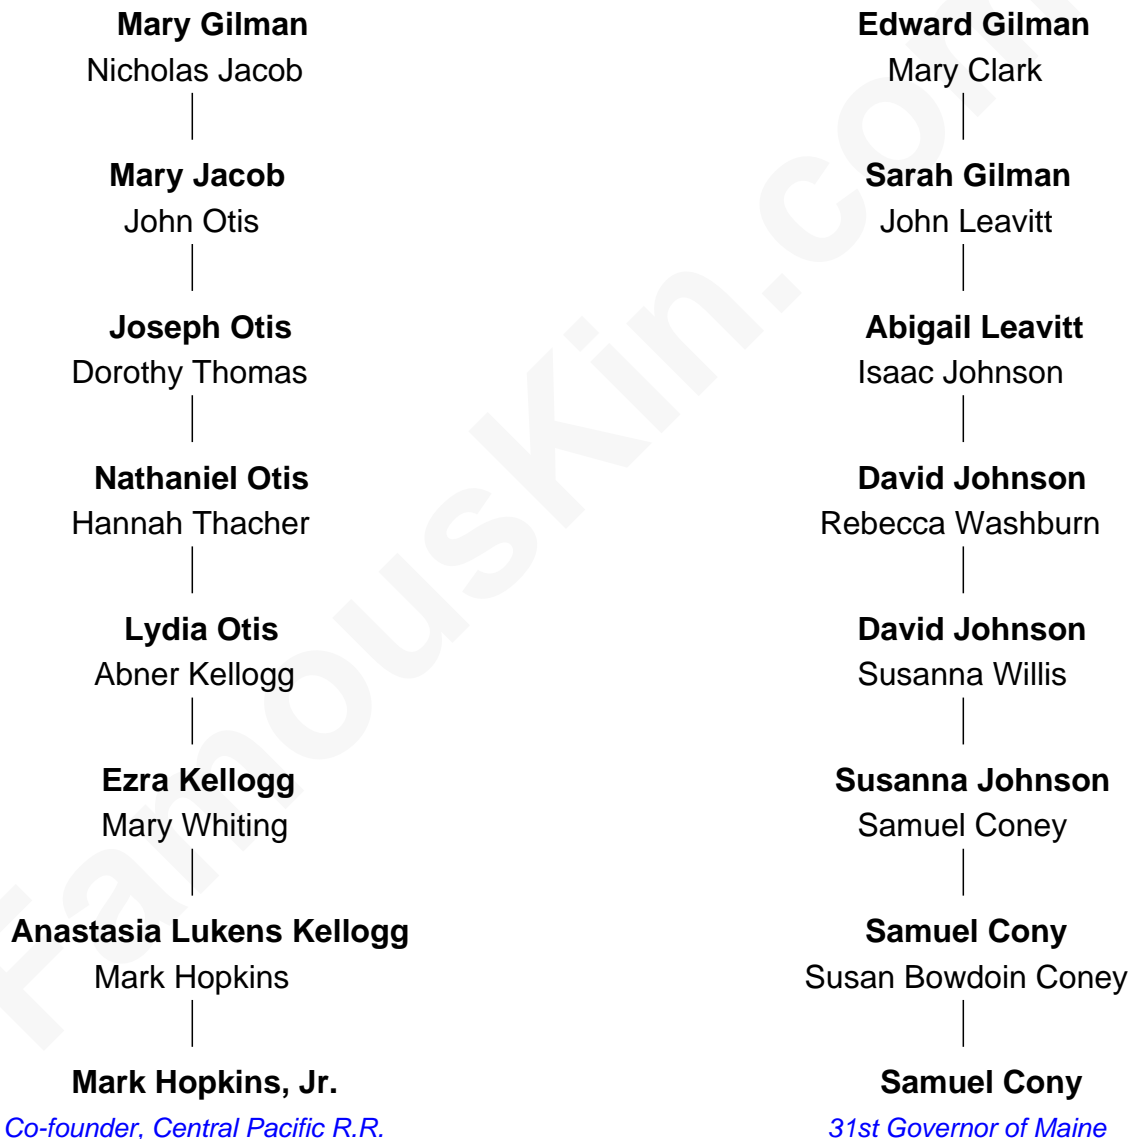 Mary Gilman
Nicholas Jacob
Mary Jacob
John Otis
Joseph Otis
Dorothy Thomas
Nathaniel Otis
Hannah Thacher
Lydia Otis
Abner Kellogg
Ezra Kellogg
Mary Whiting
Anastasia Lukens Kellogg
Mark Hopkins
Mark Hopkins, Jr.
Co-founder, Central Pacific R.R.
Edward Gilman
Mary Clark
Sarah Gilman
John Leavitt
Abigail Leavitt
Isaac Johnson
David Johnson
Rebecca Washburn
David Johnson
Susanna Willis
Susanna Johnson
Samuel Coney
Samuel Cony
Susan Bowdoin Coney
Samuel Cony
31st Governor of Maine
FamousKin.com